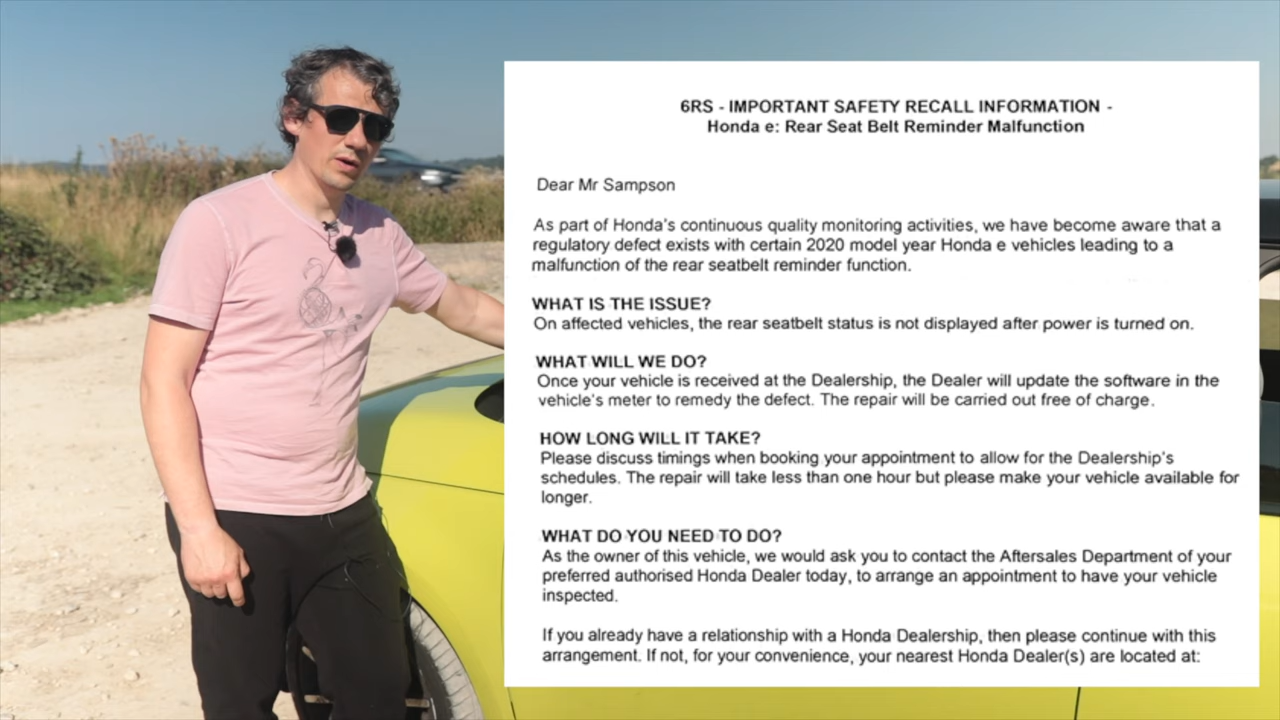 6RS - IMPORTANT SAFETY RECALL INFORMATION -
Honda e: Rear Seat Belt Reminder Malfunction
Dear Mr Sampson
As part of Honda's continuous quality monitoring activities, we have become aware that a
regulatory defect exists with certain 2020 model year Honda e vehicles leading to a
malfunction of the rear seatbelt reminder function.
WHAT IS THE ISSUE?
On affected vehicles, the rear seatbelt status is not displayed after power is turned on.
WHAT WILL WE DO?
Once your vehicle is received at the Dealership, the Dealer will update the software in the
vehicle's meter to remedy the defect. The repair will be carried out free of charge.
HOW LONG WILL IT TAKE?
Please discuss timings when booking your appointment to allow for the Dealership's
schedules. The repair will take less than one hour but please make your vehicle available for
longer.
WHAT DO YOU NEED TO DO?
As the owner of this vehicle, we would ask you to contact the Aftersales Department of your
preferred authorised Honda Dealer today, to arrange an appointment to have your vehicle
inspected.
If you already have a relationship with a Honda Dealership, then please continue with this
arrangement. If not, for your convenience, your nearest Honda Dealer(s) are located at: